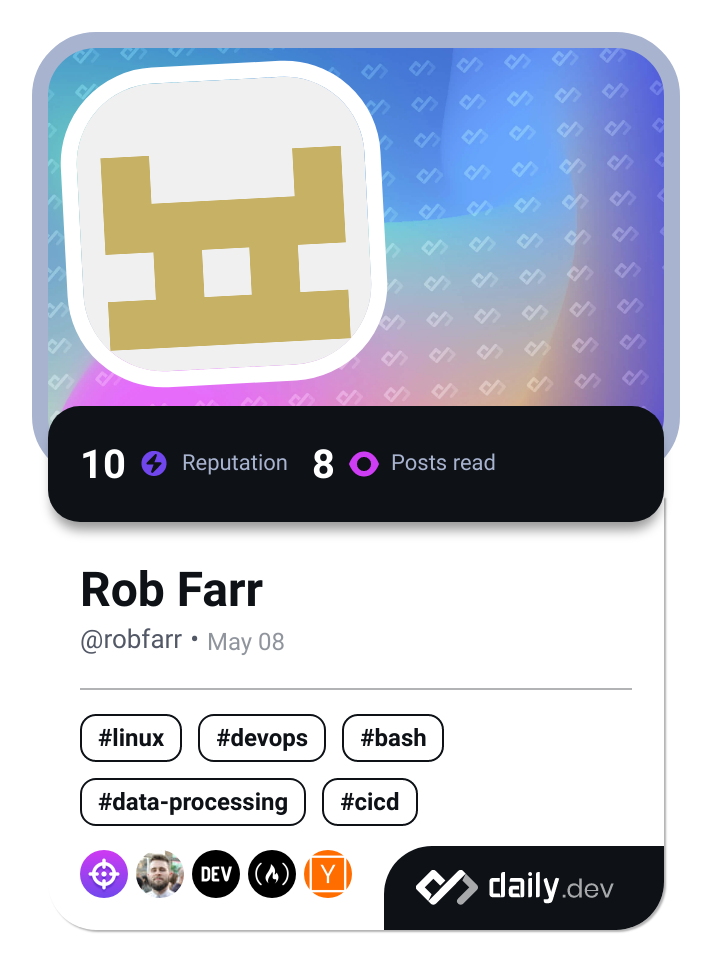 10 Reputation 8 Posts read
Rob Farr
@robfarr • May 08
#linux #devops #bash
#data-processing #cicd
DEV Y daily.dev